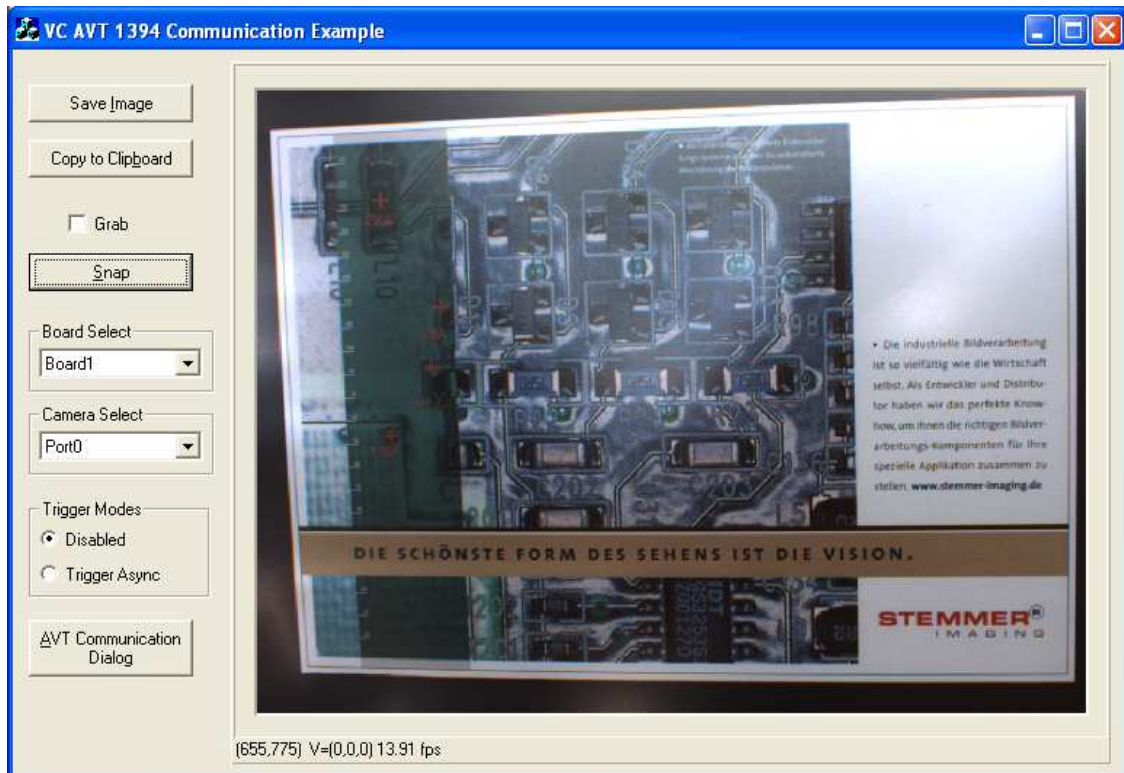 VC AVT 1394 Communication Example
Save Image
Copy to Clipboard
Grab
Snap
Board Select
Board1
Camera Select
Port0
Trigger Modes
Disabled
Trigger Async
AVT Communication
Dialog
L10
• Die industrielle Bildverarbeitung
ist so vielfältig wie die Wirtschaft
selbst. Als Entwickler und Distribu-
tor haben wir das perfekte Know-
how, um Ihnen die richtigen Bildver-
arbeitungs-Komponenten für Ihre
spezielle Applikation zusammen zu
stellen. www.stemmer-imaging.de
DIE SCHÖNSTE FORM DES SEHENS IST DIE VISION.
STEMMER®
IMAGING
(655,775) V=(0,0,0) 13.91 fps